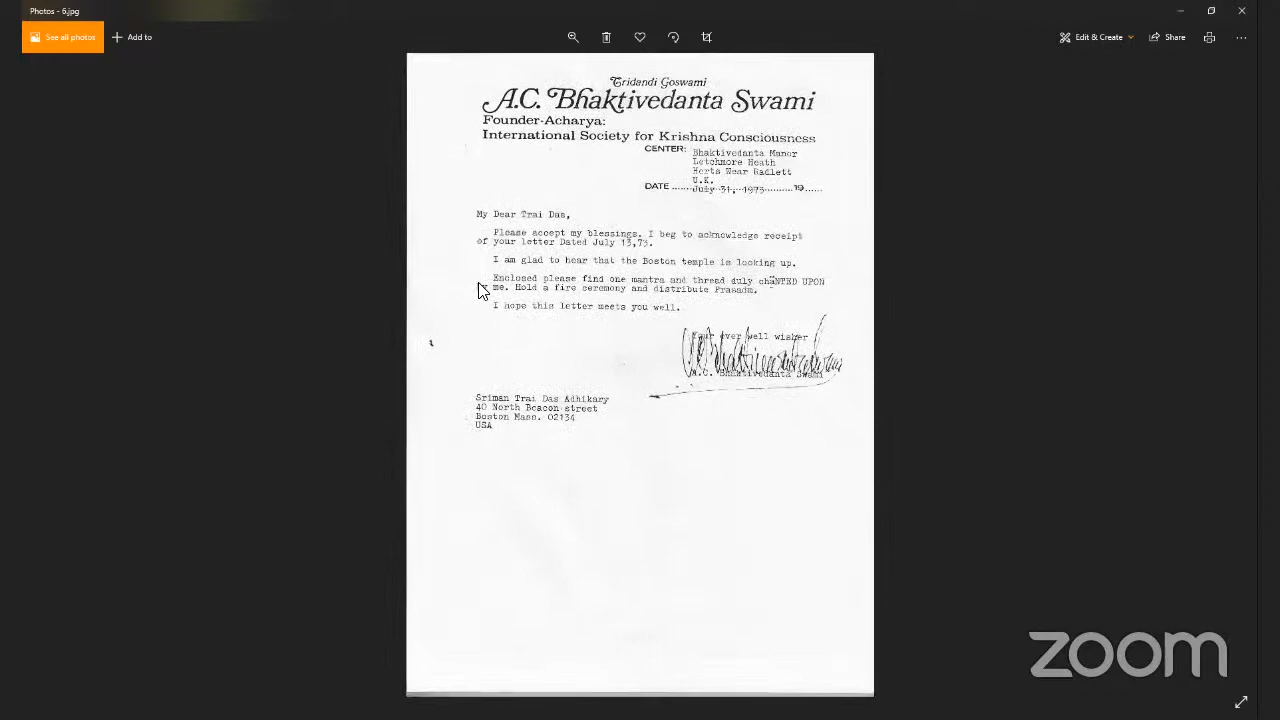 Photos - 6.jpg
See all photos
Add to
Edit & Create
Share
Tridandi Goswami
A.C. Bhaktivedanta Swami
Founder-Acharya:
International Society for Krishna Consciousness
CENTER: Bhaktivedanta Manor
Letchmore Heath
Herts Near Radlett
U.K.
DATE ......July 31, 1973..........19......
My Dear Trai Das,
Please accept my blessings. I beg to acknowledge receipt
of your letter Dated July 13,73.
I am glad to hear that the Boston temple is looking up.
Enclosed please find one mantra and thread duly chANTED UPON
me. Hold a fire ceremony and distribute Prasadm.
I hope this letter meets you well.
Your ever well wisher
A.C. Bhaktivedanta Swami
A.C. Bhaktivedanta Swami
Sriman Trai Das Adhikary
40 North Beacon street
Boston Mass. 02134
USA
zoom